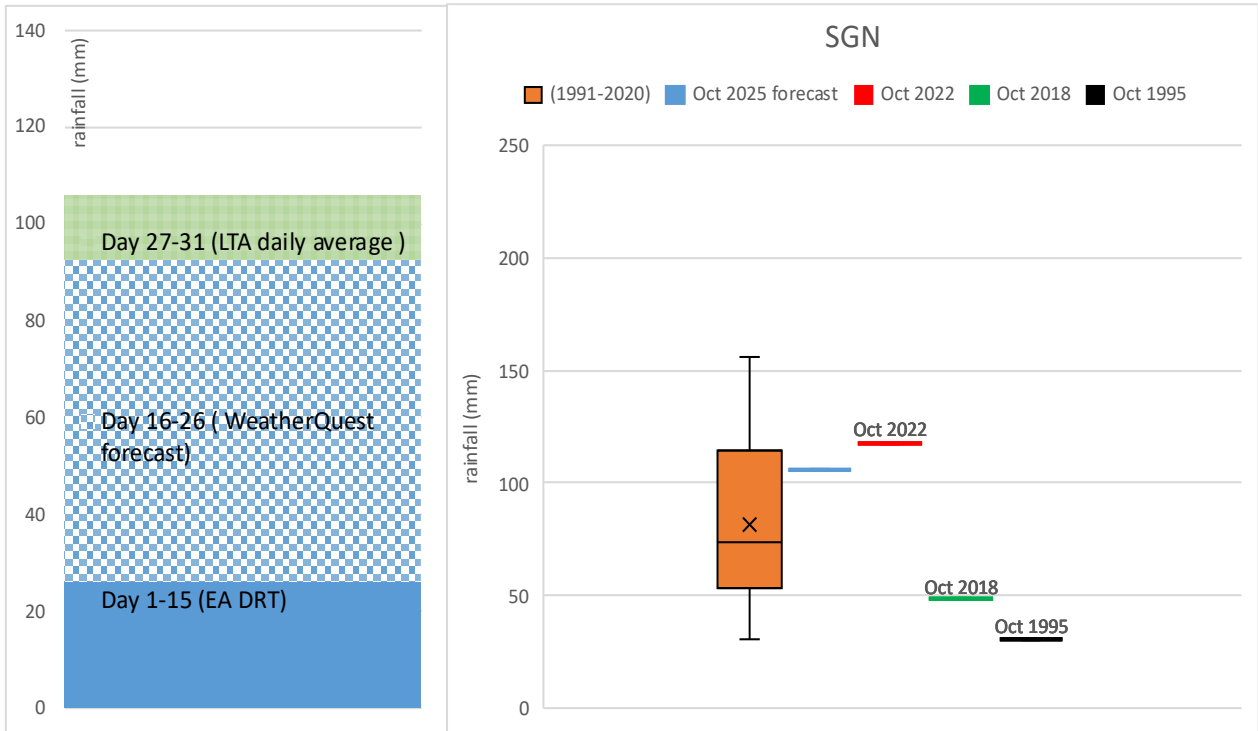 140
120
100
80
60
40
20
0
rainfall (mm)
Day 27-31 (LTA daily average )
Day 16-26 ( WeatherQuest
forecast)
Day 1-15 (EA DRT)
SGN
(1991-2020) Oct 2025 forecast Oct 2022 Oct 2018 Oct 1995
250
200
150
100
50
0
rainfall (mm)
Oct 2022
Oct 2018
Oct 1995